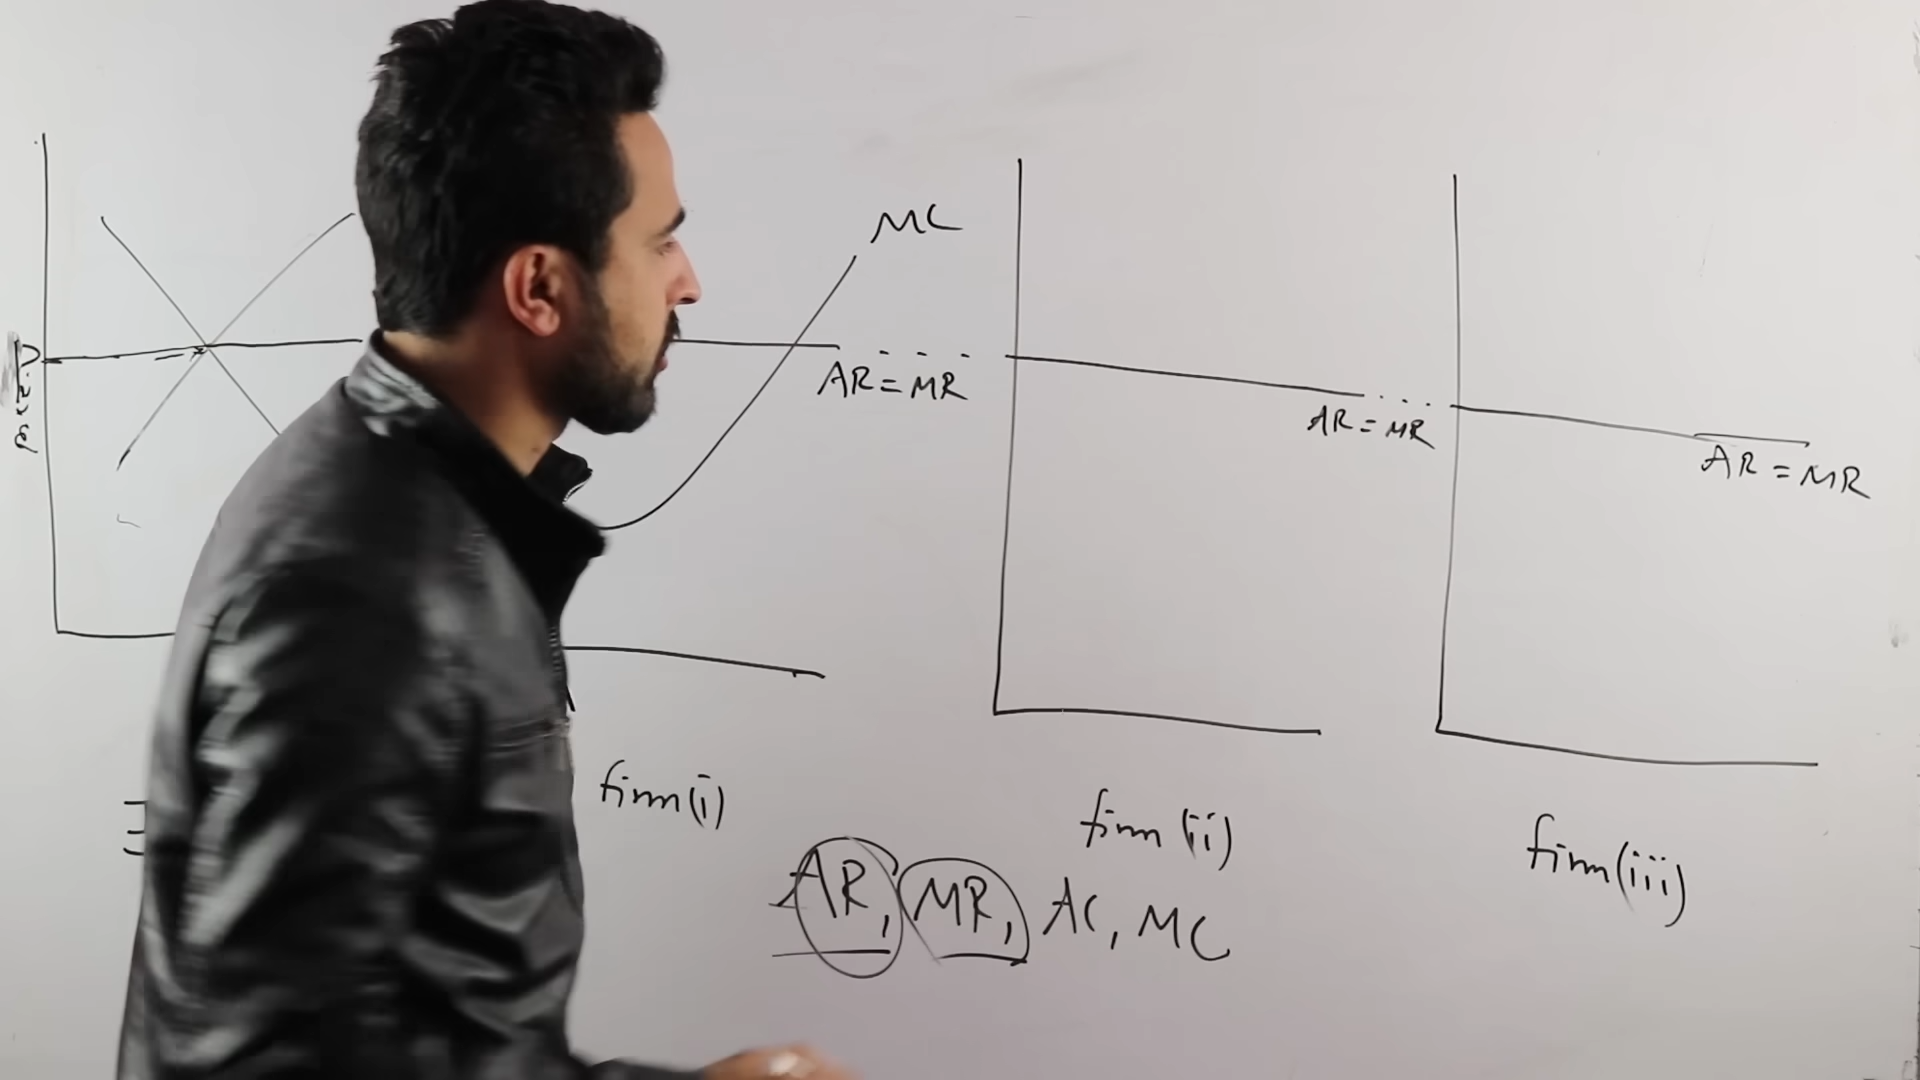 MC
AR = MR
AR = MR
AR = MR
firm(i)
firm (ii)
firm(iii)
AR, MR, AC, MC